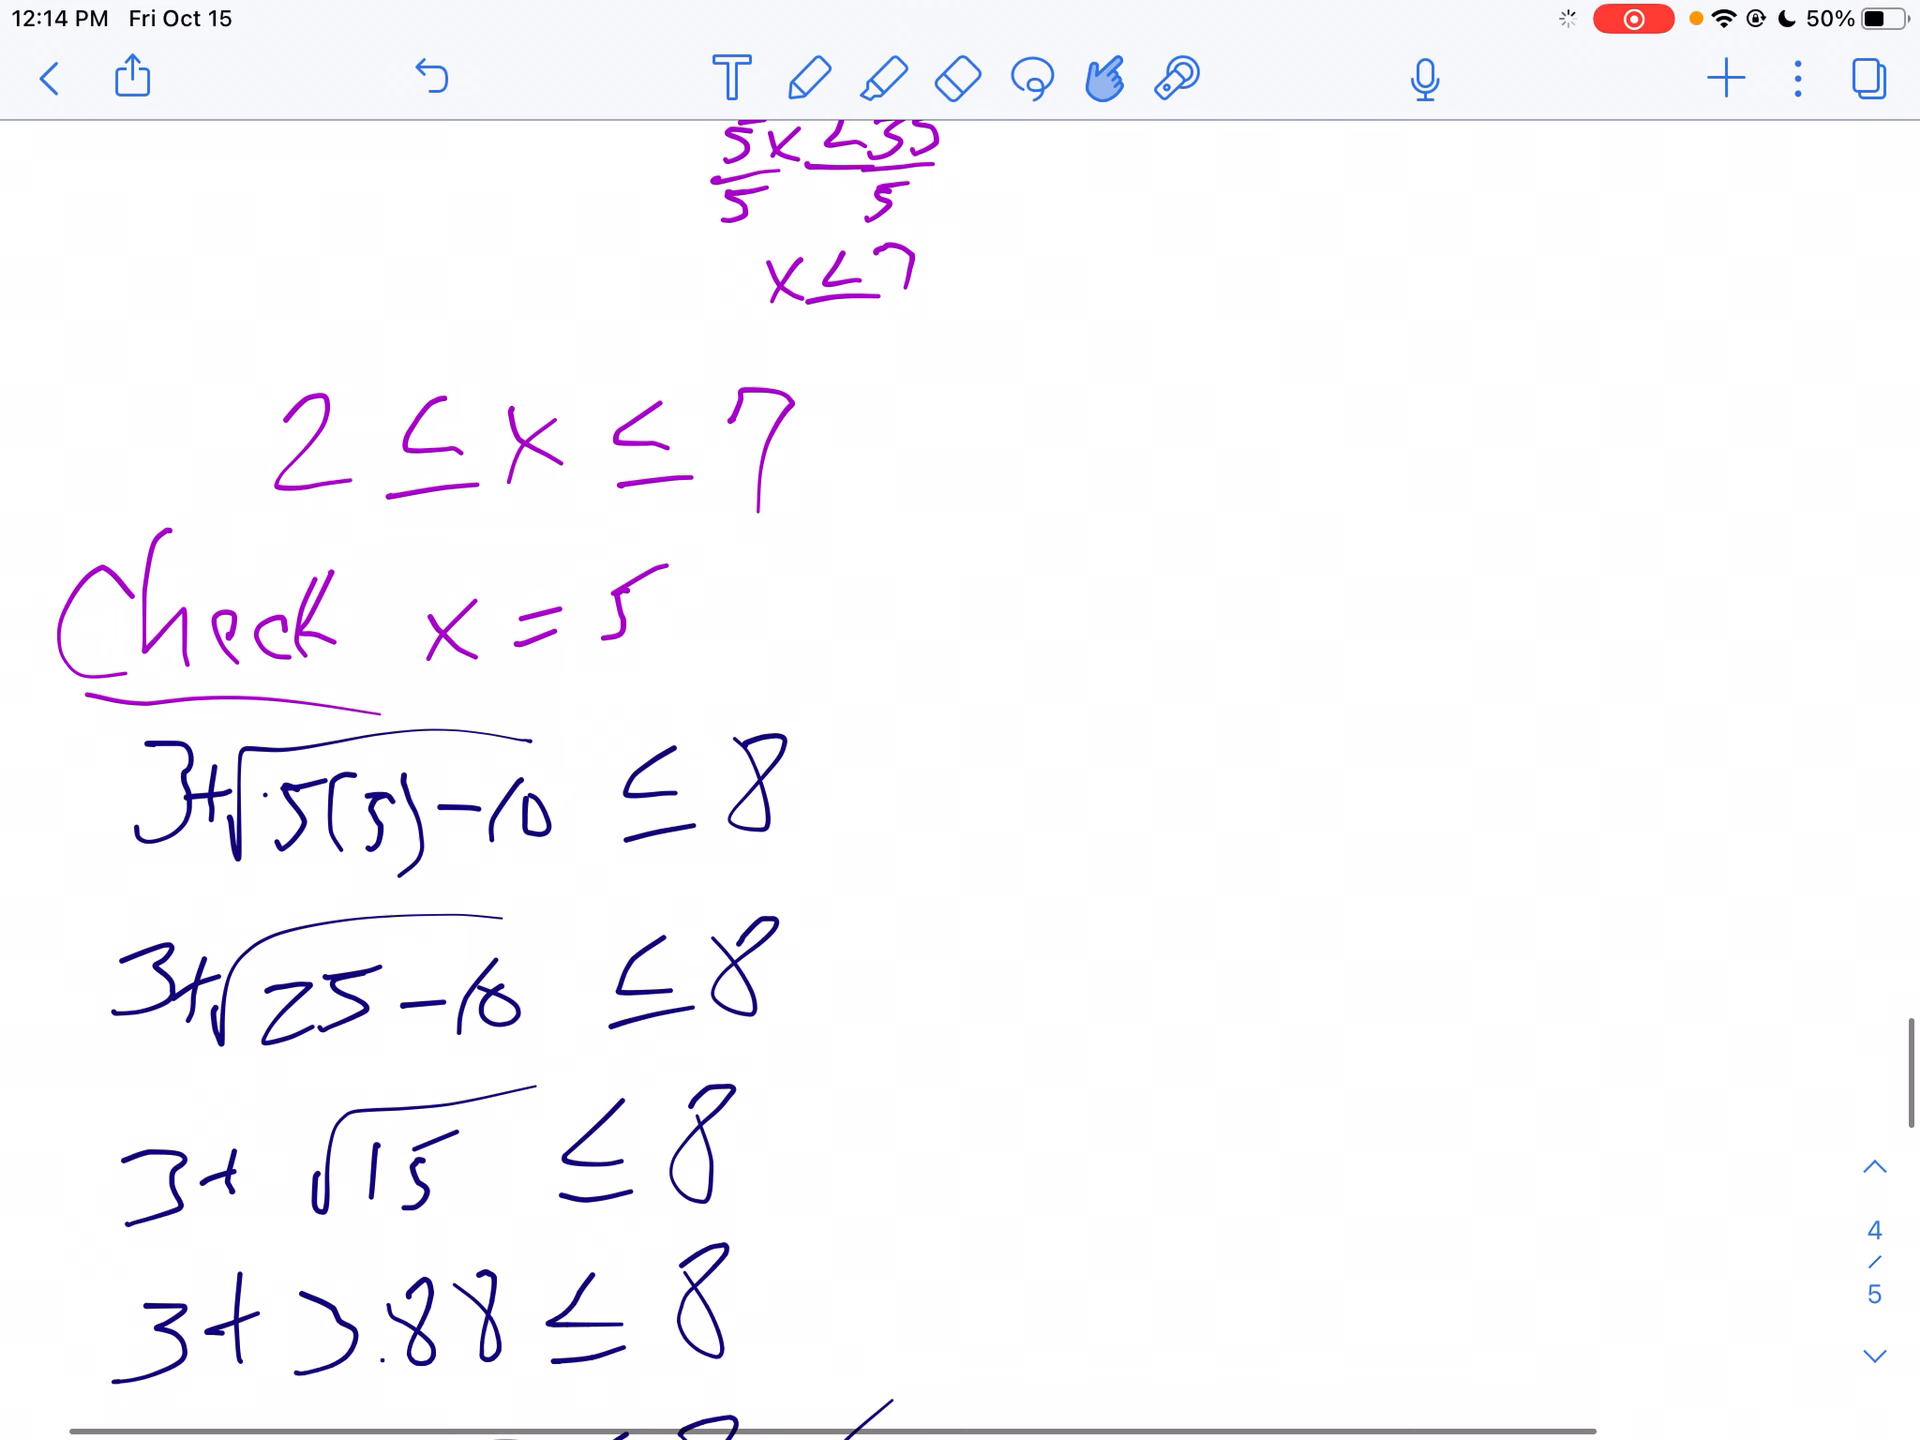 12:14 PM Fri Oct 15 50%
T
5x ≤ 35
5 5
x ≤ 7
2 ≤ x ≤ 7
Check x = 5
3+√5(5)-10 ≤ 8
3+√25-10 ≤ 8
3+ √15 ≤ 8
3+3.88 ≤ 8
4
/
5